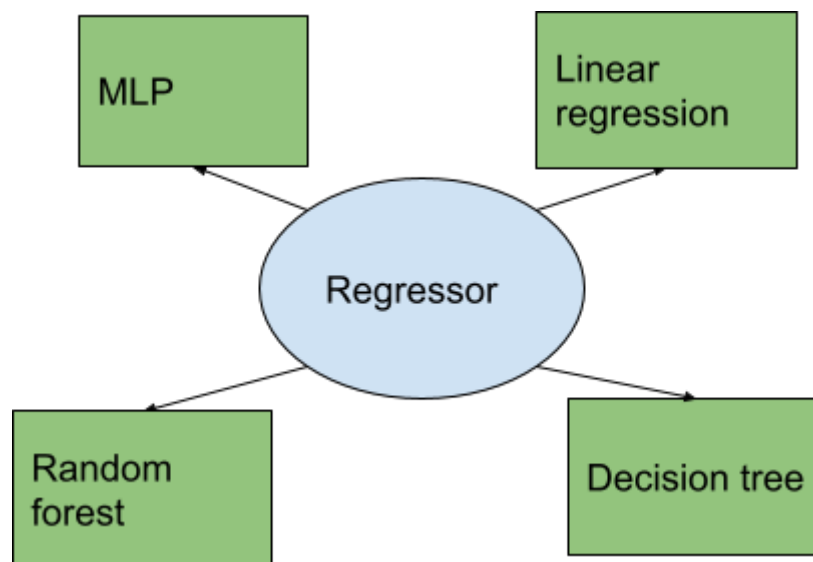 MLP
Linear
regression
Regressor
Random
forest
Decision tree